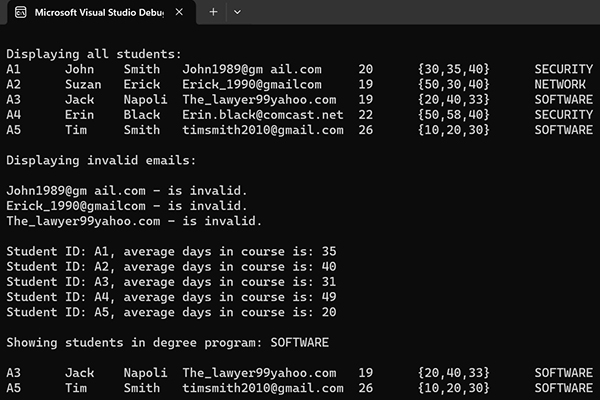 Microsoft Visual Studio Debug
Displaying all students:
A1 John Smith John1989@gm ail.com 20 {30,35,40} SECURITY
A2 Suzan Erick Erick_1990@gmailcom 19 {50,30,40} NETWORK
A3 Jack Napoli The_lawyer99yahoo.com 19 {20,40,33} SOFTWARE
A4 Erin Black Erin.black@comcast.net 22 {50,58,40} SECURITY
A5 Tim Smith timsmith2010@gmail.com 26 {10,20,30} SOFTWARE
Displaying invalid emails:
John1989@gm ail.com - is invalid.
Erick_1990@gmailcom - is invalid.
The_lawyer99yahoo.com - is invalid.
Student ID: A1, average days in course is: 35
Student ID: A2, average days in course is: 40
Student ID: A3, average days in course is: 31
Student ID: A4, average days in course is: 49
Student ID: A5, average days in course is: 20
Showing students in degree program: SOFTWARE
A3 Jack Napoli The_lawyer99yahoo.com 19 {20,40,33} SOFTWARE
A5 Tim Smith timsmith2010@gmail.com 26 {10,20,30} SOFTWARE